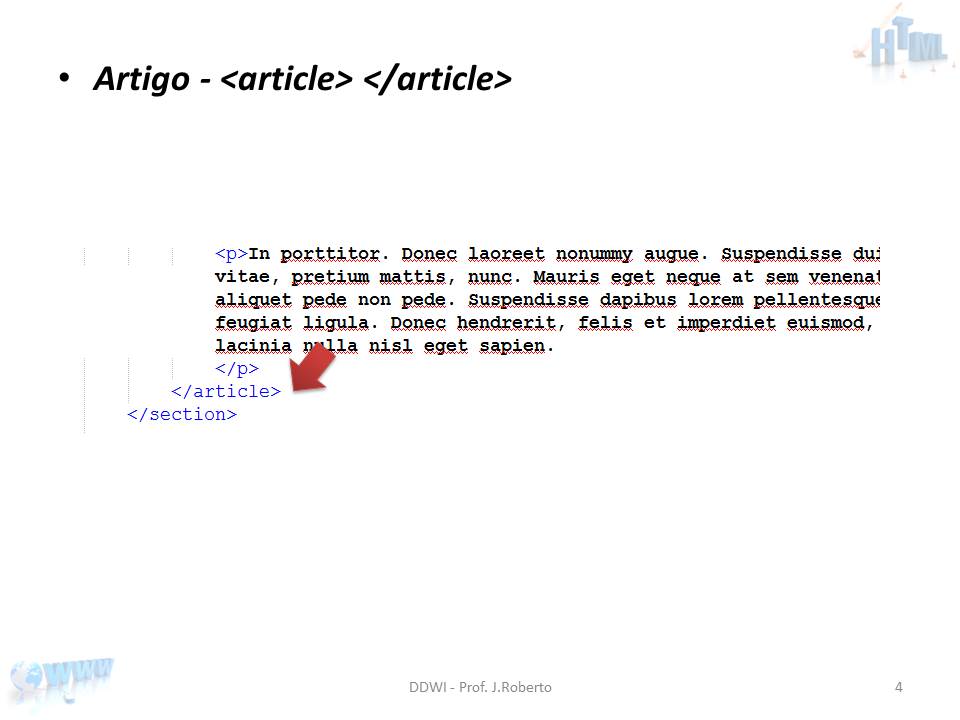 HTML
• Artigo - <article> </article>
<p>In porttitor. Donec laoreet nonummy augue. Suspendisse dui
vitae, pretium mattis, nunc. Mauris eget neque at sem venenat
aliquet pede non pede. Suspendisse dapibus lorem pellentesque
feugiat ligula. Donec hendrerit, felis et imperdiet euismod,
lacinia nulla nisl eget sapien.
</p>
</article>
</section>
WWW
DDWI - Prof. J.Roberto
4